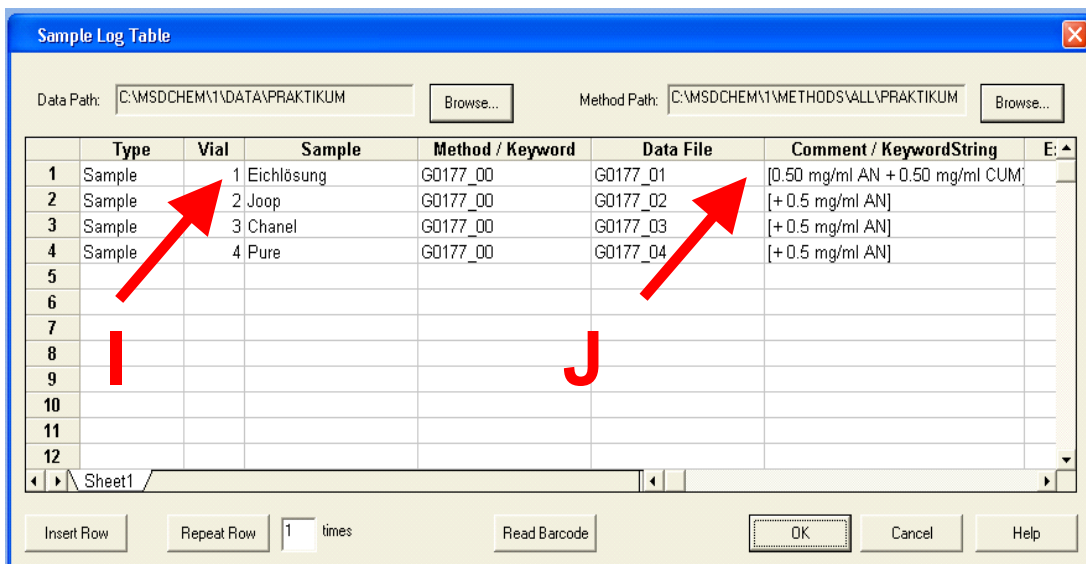 Sample Log Table
Data Path: C:\MSDCHEM\1\DATA\PRAKTIKUM Browse... Method Path: C:\MSDCHEM\1\METHODS\ALL\PRAKTIKUM Browse...
Type Vial Sample Method / Keyword Data File Comment / KeywordString
1 Sample 1 Eichlösung G0177_00 G0177_01 [0.50 mg/ml AN + 0.50 mg/ml CUM]
2 Sample 2 Joop G0177_00 G0177_02 [+ 0.5 mg/ml AN]
3 Sample 3 Chanel G0177_00 G0177_03 [+ 0.5 mg/ml AN]
4 Sample 4 Pure G0177_00 G0177_04 [+ 0.5 mg/ml AN]
5
6
7
8
I J
9
10
11
12
Sheet1
Insert Row Repeat Row 1 times Read Barcode OK Cancel Help